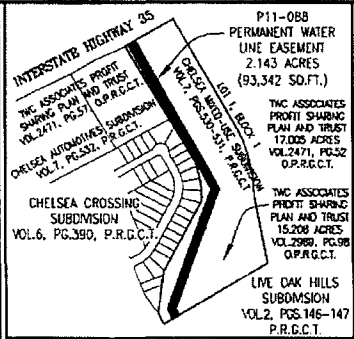 INTERSTATE HIGHWAY 35
P11-088
PERMANENT WATER
LINE EASEMENT
2.143 ACRES
(93,342 SQ.FT.)
TWC ASSOCIATES PROFIT
SHARING PLAN AND TRUST
VOL.2471, PG.57
O.P.R.G.C.T.
CHELSEA AUTOMOTIVES SUBDIVISION
VOL.7, PG.532, P.R.G.C.T.
CHELSEA MIXED-USE SUBDIVISION
VOL.7, PGS.530-531, P.R.G.C.T.
LOT 1, BLOCK 1
CHELSEA CROSSING
SUBDIVISION
VOL.6, PG.390, P.R.G.C.T.
TWC ASSOCIATES
PROFIT SHARING
PLAN AND TRUST
17.005 ACRES
VOL.2471, PG.52
O.P.R.G.C.T.
TWC ASSOCIATES
PROFIT SHARING
PLAN AND TRUST
15.208 ACRES
VOL.2989, PG.98
O.P.R.G.C.T.
LIVE OAK HILLS
SUBDIVISION
VOL.2, PGS.146-147
P.R.G.C.T.